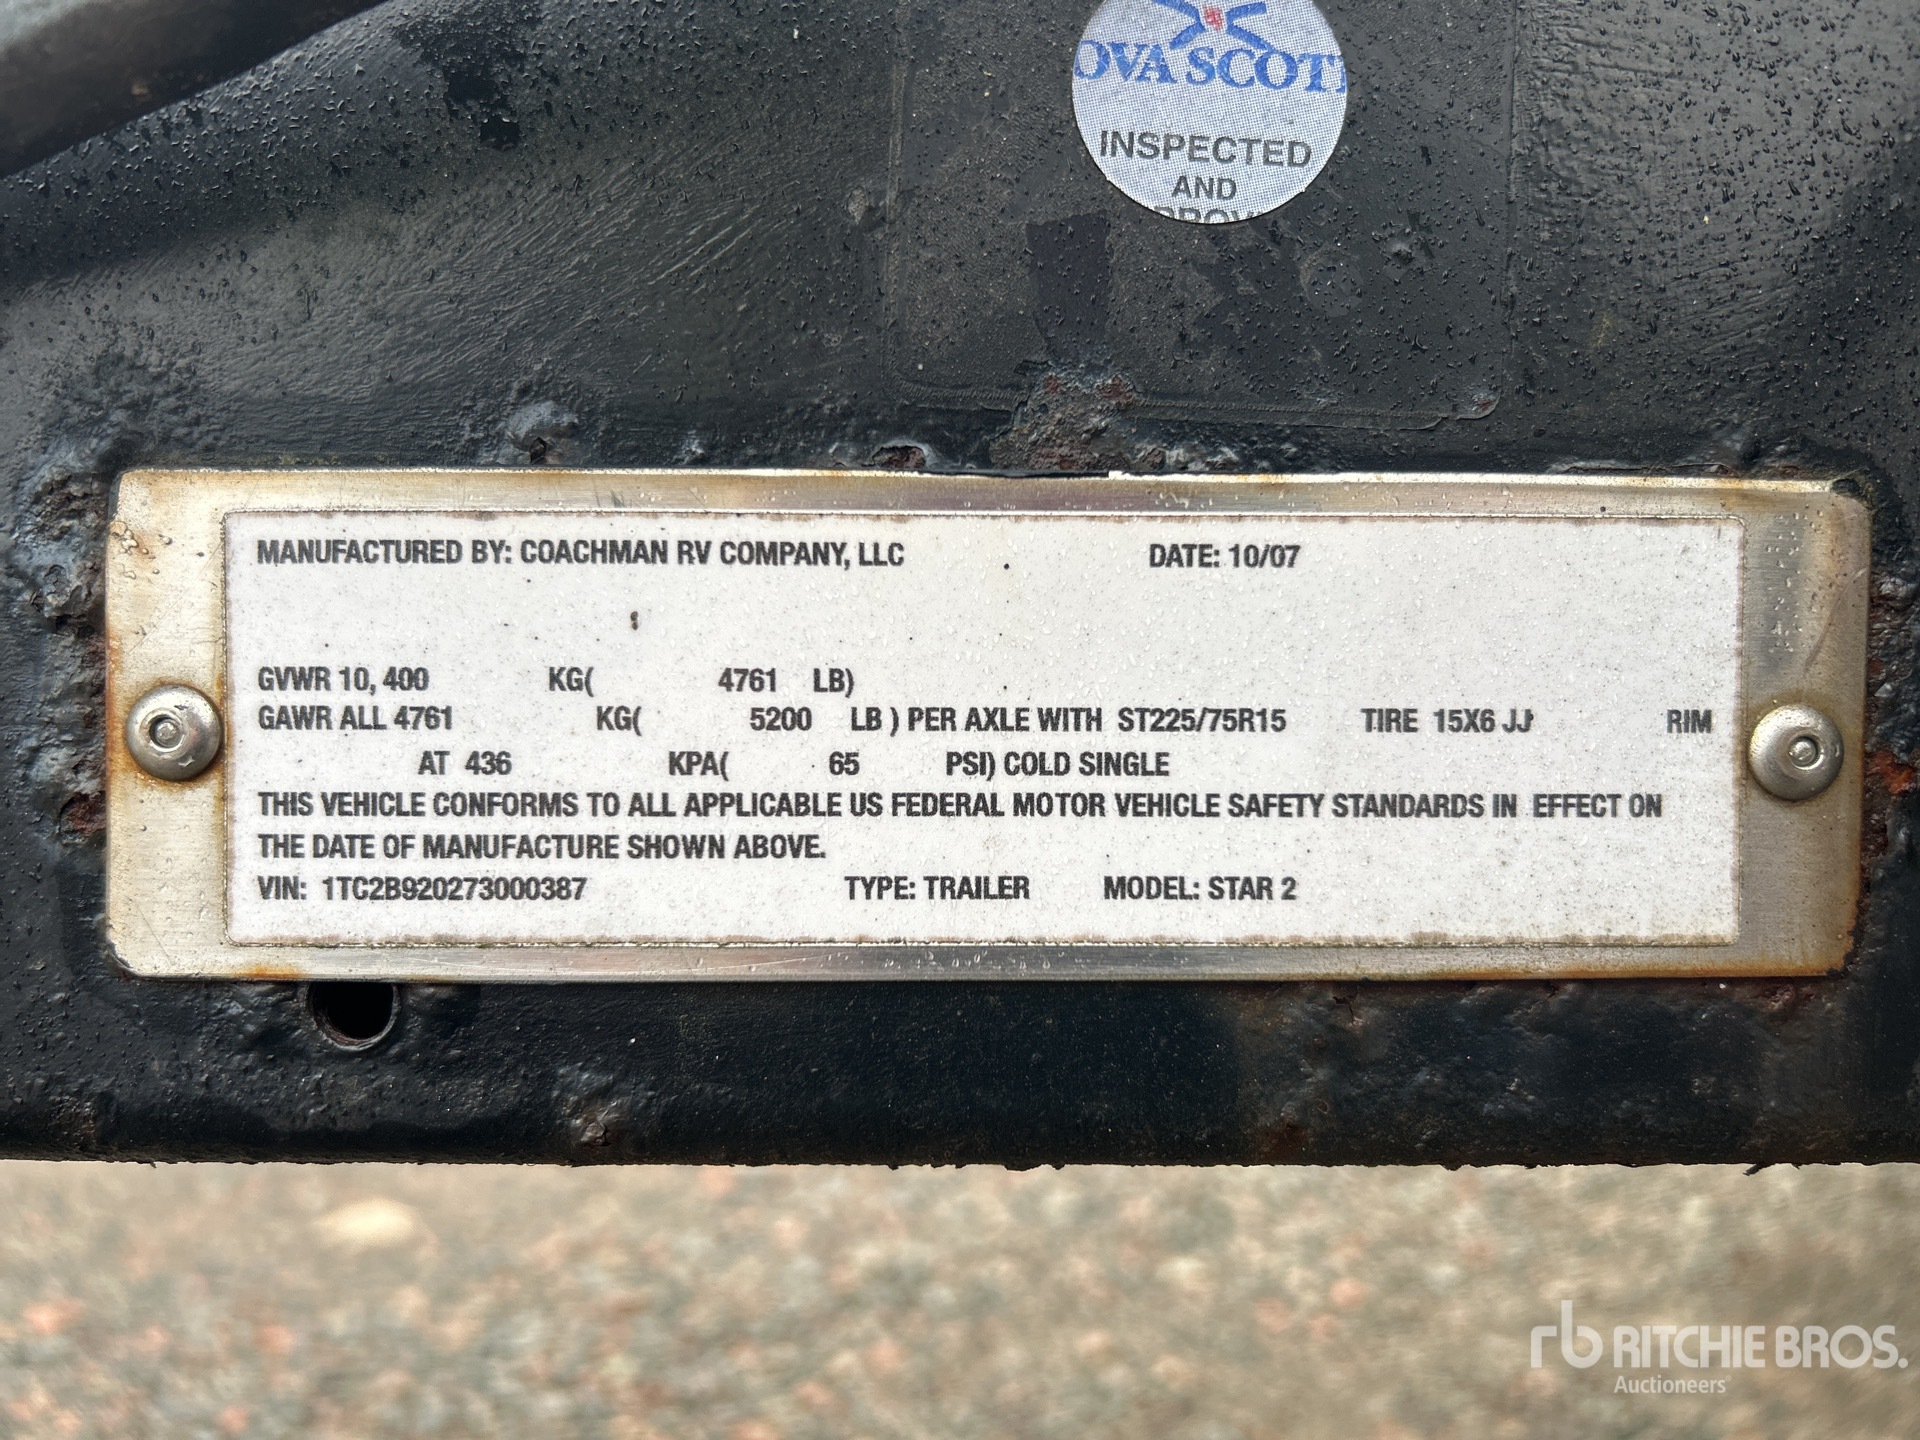 OVA SCOTI
INSPECTED
AND
MANUFACTURED BY: COACHMAN RV COMPANY, LLC DATE: 10/07
GVWR 10, 400 KG( 4761 LB)
GAWR ALL 4761 KG( 5200 LB ) PER AXLE WITH ST225/75R15 TIRE 15X6 JJ RIM
AT 436 KPA( 65 PSI) COLD SINGLE
THIS VEHICLE CONFORMS TO ALL APPLICABLE US FEDERAL MOTOR VEHICLE SAFETY STANDARDS IN EFFECT ON
THE DATE OF MANUFACTURE SHOWN ABOVE.
VIN: 1TC2B920273000387 TYPE: TRAILER MODEL: STAR 2
rb RITCHIE BROS.
Auctioneers